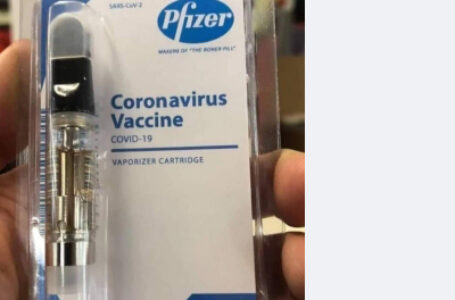 SARS-CoV-2
Pfizer
MAKERS OF "THE BONER PILL"
Coronavirus
Vaccine
COVID-19
VAPORIZER CARTRIDGE